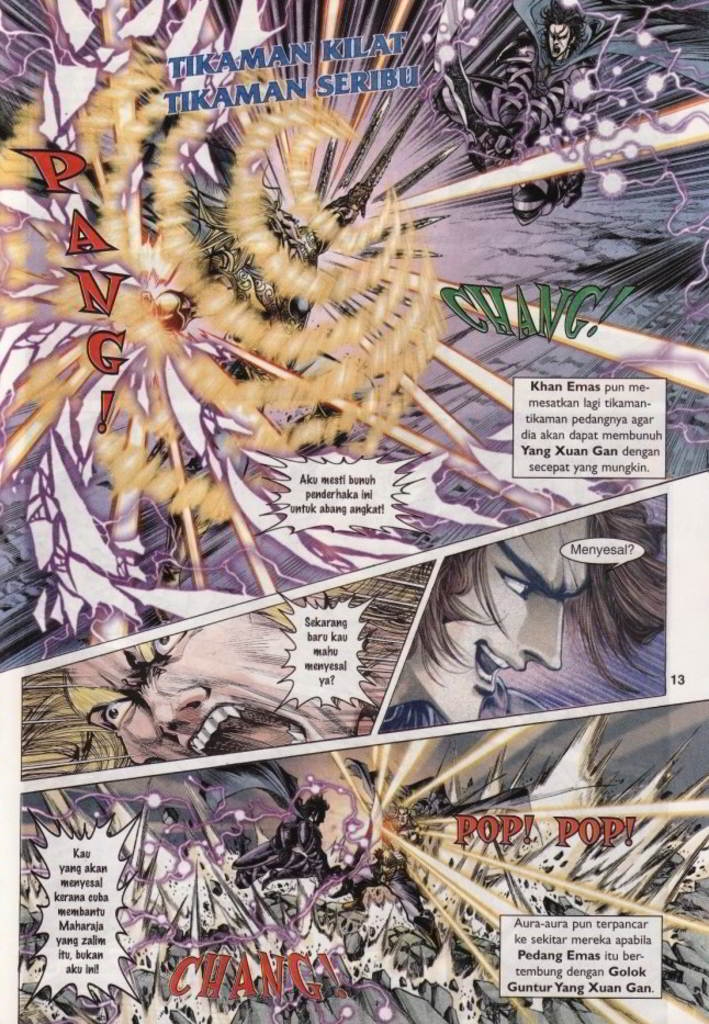 TIKAMAN KILAT
TIKAMAN SERIBU
PANG!
CHANG!
Khan Emas pun me-
mesatkan lagi tikaman-
tikaman pedangnya agar
dia akan dapat membunuh
Yang Xuan Gan dengan
secepat yang mungkin.
Aku mesti bunuh
penderhaka ini
untuk abang angkat!
Sekarang
baru kau
mahu
menyesal
ya?
Menyesal?
13
POP! POP!
Kau
yang akan
menyesal
kerana cuba
membantu
Maharaja
yang zalim
itu, bukan
aku ini!
CHANG!
Aura-aura pun terpancar
ke sekitar mereka apabila
Pedang Emas itu ber-
tembung dengan Golok
Guntur Yang Xuan Gan.